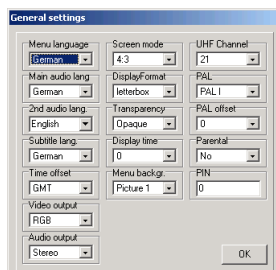 General settings
Menu language
German
Main audio lang
German
2nd audio lang.
English
Subtitle lang.
German
Time offset
GMT
Video output
RGB
Audio output
Stereo
Screen mode
4:3
DisplayFormat
letterbox
Transparency
Opaque
Display time
0
Menu backgr.
Picture 1
UHF Channel
21
PAL
PAL I
PAL offset
0
Parental
No
PIN
0
OK